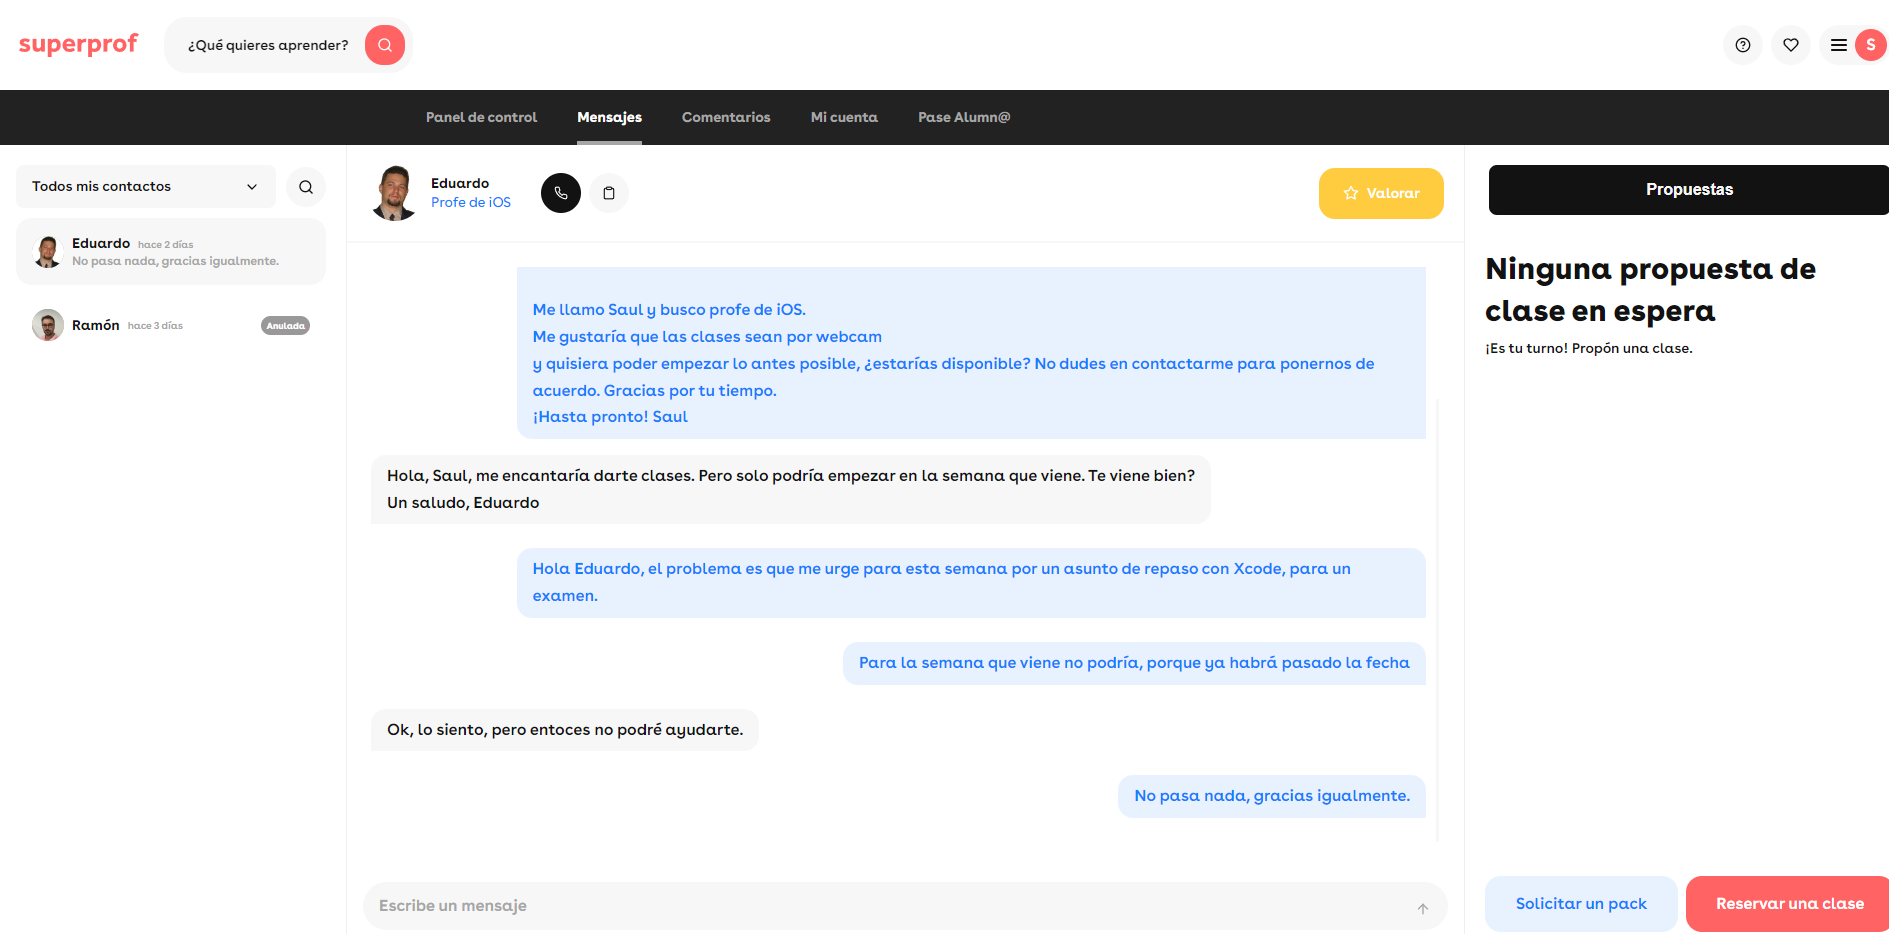 superprof
¿Qué quieres aprender?
S
Panel de control
Mensajes
Comentarios
Mi cuenta
Pase Alumn@
Todos mis contactos
Eduardo hace 2 días
No pasa nada, gracias igualmente.
Ramón hace 3 días
Anulada
Eduardo
Profe de iOS
Valorar
Me llamo Saul y busco profe de iOS.
Me gustaría que las clases sean por webcam
y quisiera poder empezar lo antes posible, ¿estarías disponible? No dudes en contactarme para ponernos de
acuerdo. Gracias por tu tiempo.
¡Hasta pronto! Saul
Hola, Saul, me encantaría darte clases. Pero solo podría empezar en la semana que viene. Te viene bien?
Un saludo, Eduardo
Hola Eduardo, el problema es que me urge para esta semana por un asunto de repaso con Xcode, para un
examen.
Para la semana que viene no podría, porque ya habrá pasado la fecha
Ok, lo siento, pero entoces no podré ayudarte.
No pasa nada, gracias igualmente.
Escribe un mensaje
Propuestas
Ninguna propuesta de
clase en espera
¡Es tu turno! Propón una clase.
Solicitar un pack
Reservar una clase